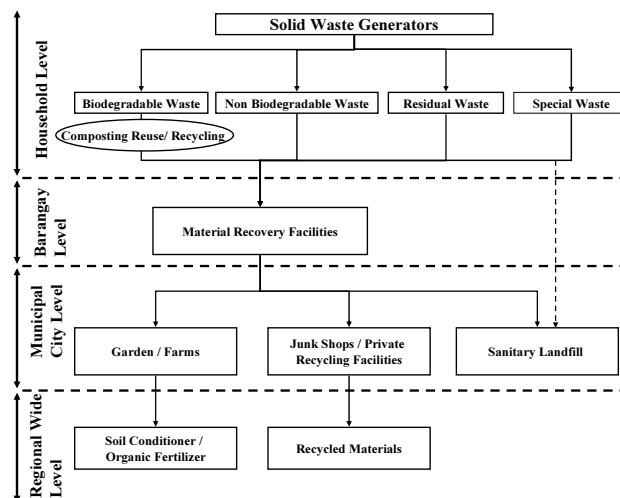 Solid Waste Generators
Household Level
Biodegradable Waste
Non Biodegradable Waste
Residual Waste
Special Waste
Composting Reuse/ Recycling
Barangay
Level
Material Recovery Facilities
Municipal
City Level
Garden / Farms
Junk Shops / Private
Recycling Facilities
Sanitary Landfill
Regional Wide
Level
Soil Conditioner /
Organic Fertilizer
Recycled Materials